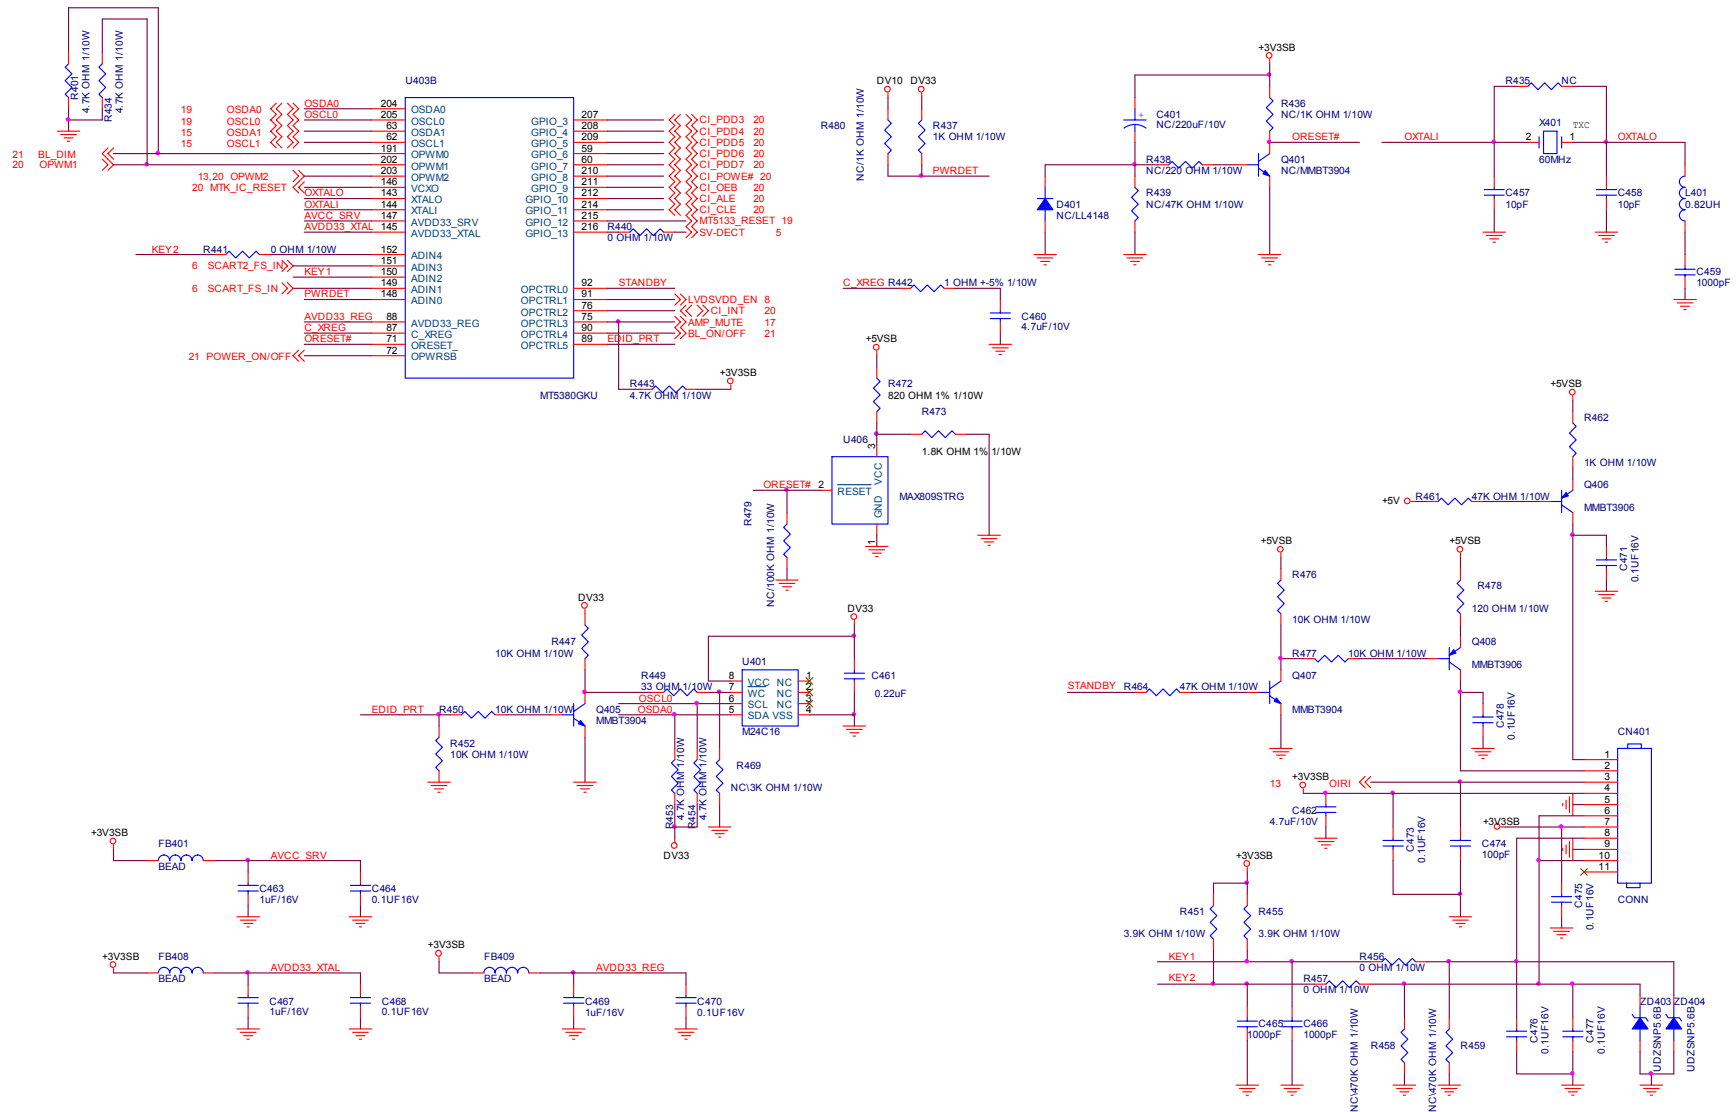 R401
4.7K OHM 1/10W
R434
4.7K OHM 1/10W
U403B
19 OSDA0 OSDA0 204 OSDA0
19 OSCL0 OSCL0 205 OSCL0
15 OSDA1 63 OSDA1
15 OSCL1 62 OSCL1
21 BL_DIM 191 OPWM0
20 OPWM1 202 OPWM1
13,20 OPWM2 203 OPWM2
20 MTK_IC_RESET 146 VCXO
OXTALO 143 XTALO
OXTALI 144 XTALI
AVCC_SRV 147 AVDD33_SRV
AVDD33_XTAL 145 AVDD33_XTAL
KEY2 R441 0 OHM 1/10W 152 ADIN4
6 SCART2_FS_IN 151 ADIN3
KEY1 150 ADIN2
6 SCART_FS_IN 149 ADIN1
PWRDET 148 ADIN0
AVDD33_REG 88 AVDD33_REG
C_XREG 87 C_XREG
ORESET# 71 ORESET_
21 POWER_ON/OFF 72 OPWRSB
GPIO_3 207 CI_PDD3 20
GPIO_4 208 CI_PDD4 20
GPIO_5 209 CI_PDD5 20
GPIO_6 59 CI_PDD6 20
GPIO_7 60 CI_PDD7 20
GPIO_8 210 CI_POWE# 20
GPIO_9 211 CI_OEB 20
GPIO_10 212 CI_ALE 20
GPIO_11 214 CI_CLE 20
GPIO_12 215 MT5133_RESET 19
GPIO_13 216 R440 0 OHM 1/10W SV-DECT 5
OPCTRL0 92 STANDBY
OPCTRL1 91 LVDSVDD_EN 8
OPCTRL2 76 CI_INT 20
OPCTRL3 75 AMP_MUTE 17
OPCTRL4 90 BL_ON/OFF 21
OPCTRL5 89 EDID_PRT
MT5380GKU
R443
4.7K OHM 1/10W
+3V3SB
DV10 DV33
R480
NC/1K OHM 1/10W
R437
1K OHM 1/10W
PWRDET
+3V3SB
C401
NC/220uF/10V
R436
NC/1K OHM 1/10W
ORESET#
R438
NC/220 OHM 1/10W
Q401
NC/MMBT3904
R439
NC/47K OHM 1/10W
D401
NC/LL4148
R435 NC
OXTALI
2 X401 1 TXC
60MHz
OXTALO
C457
10pF
C458
10pF
L401
0.82UH
C459
1000pF
C_XREG R442 1 OHM +-5% 1/10W
C460
4.7uF/10V
+5VSB
R472
820 OHM 1% 1/10W
R473
1.8K OHM 1% 1/10W
U406
3
VCC
ORESET# 2 RESET
GND
1
MAX809STRG
R479
NC/100K OHM 1/10W
+5VSB
R462
1K OHM 1/10W
+5V R461 47K OHM 1/10W
Q406
MMBT3906
C471
0.1UF16V
+5VSB
R476
10K OHM 1/10W
+5VSB
R478
120 OHM 1/10W
R477 10K OHM 1/10W
Q408
MMBT3906
STANDBY R464 47K OHM 1/10W
Q407
MMBT3904
C478
0.1UF16V
DV33
R447
10K OHM 1/10W
R449
33 OHM 1/10W
OSCL0
OSDA0
EDID_PRT R450 10K OHM 1/10W
Q405
MMBT3904
R452
10K OHM 1/10W
DV33
U401
8 VCC NC 1
7 WC NC 2
6 SCL NC 3
5 SDA VSS 4
M24C16
C461
0.22uF
R453
4.7K OHM 1/10W
R454
4.7K OHM 1/10W
R469
NC\3K OHM 1/10W
DV33
CN401
1
2
3
4
5
6
7
8
9
10
11
CONN
13 +3V3SB OIRI
C462
4.7uF/10V
C473
0.1UF16V
+3V3SB
C474
100pF
C475
0.1UF16V
+3V3SB
R451
3.9K OHM 1/10W
R455
3.9K OHM 1/10W
KEY1
R456
0 OHM 1/10W
KEY2
R457
0 OHM 1/10W
C465
1000pF
C466
1000pF
R458
NC\470K OHM 1/10W
R459
NC\470K OHM 1/10W
C476
0.1UF16V
C477
0.1UF16V
ZD403
UDZSNP5.6B
ZD404
UDZSNP5.6B
+3V3SB
FB401
BEAD
AVCC_SRV
C463
1uF/16V
C464
0.1UF16V
+3V3SB
FB408
BEAD
AVDD33_XTAL
C467
1uF/16V
C468
0.1UF16V
+3V3SB
FB409
BEAD
AVDD33_REG
C469
1uF/16V
C470
0.1UF16V